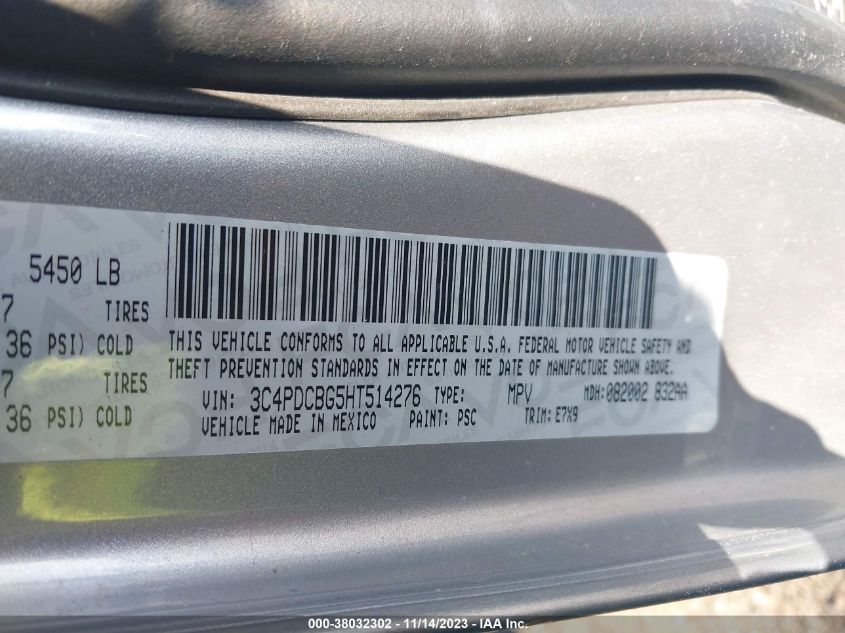 5450 LB
7 TIRES
36 PSI) COLD
7 TIRES
36 PSI) COLD
THIS VEHICLE CONFORMS TO ALL APPLICABLE U.S.A. FEDERAL MOTOR VEHICLE SAFETY AND
THEFT PREVENTION STANDARDS IN EFFECT ON THE DATE OF MANUFACTURE SHOWN ABOVE.
VIN: 3C4PDCBG5HT514276 TYPE: MPV MDH: 082002 832AA
VEHICLE MADE IN MEXICO PAINT: PSC TRIM: E7X9
000-38032302 - 11/14/2023 - IAA Inc.